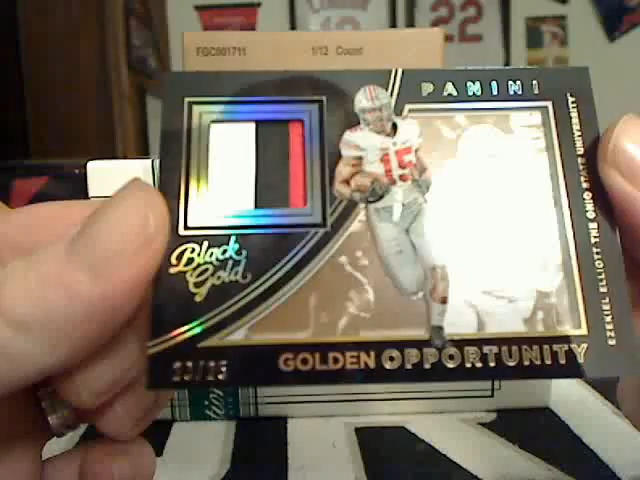 22
FGC001711 1/12 Count
PANINI
15
Black
Gold
EZEKIEL ELLIOTT THE OHIO STATE UNIVERSITY
GOLDEN OPPORTUNITY